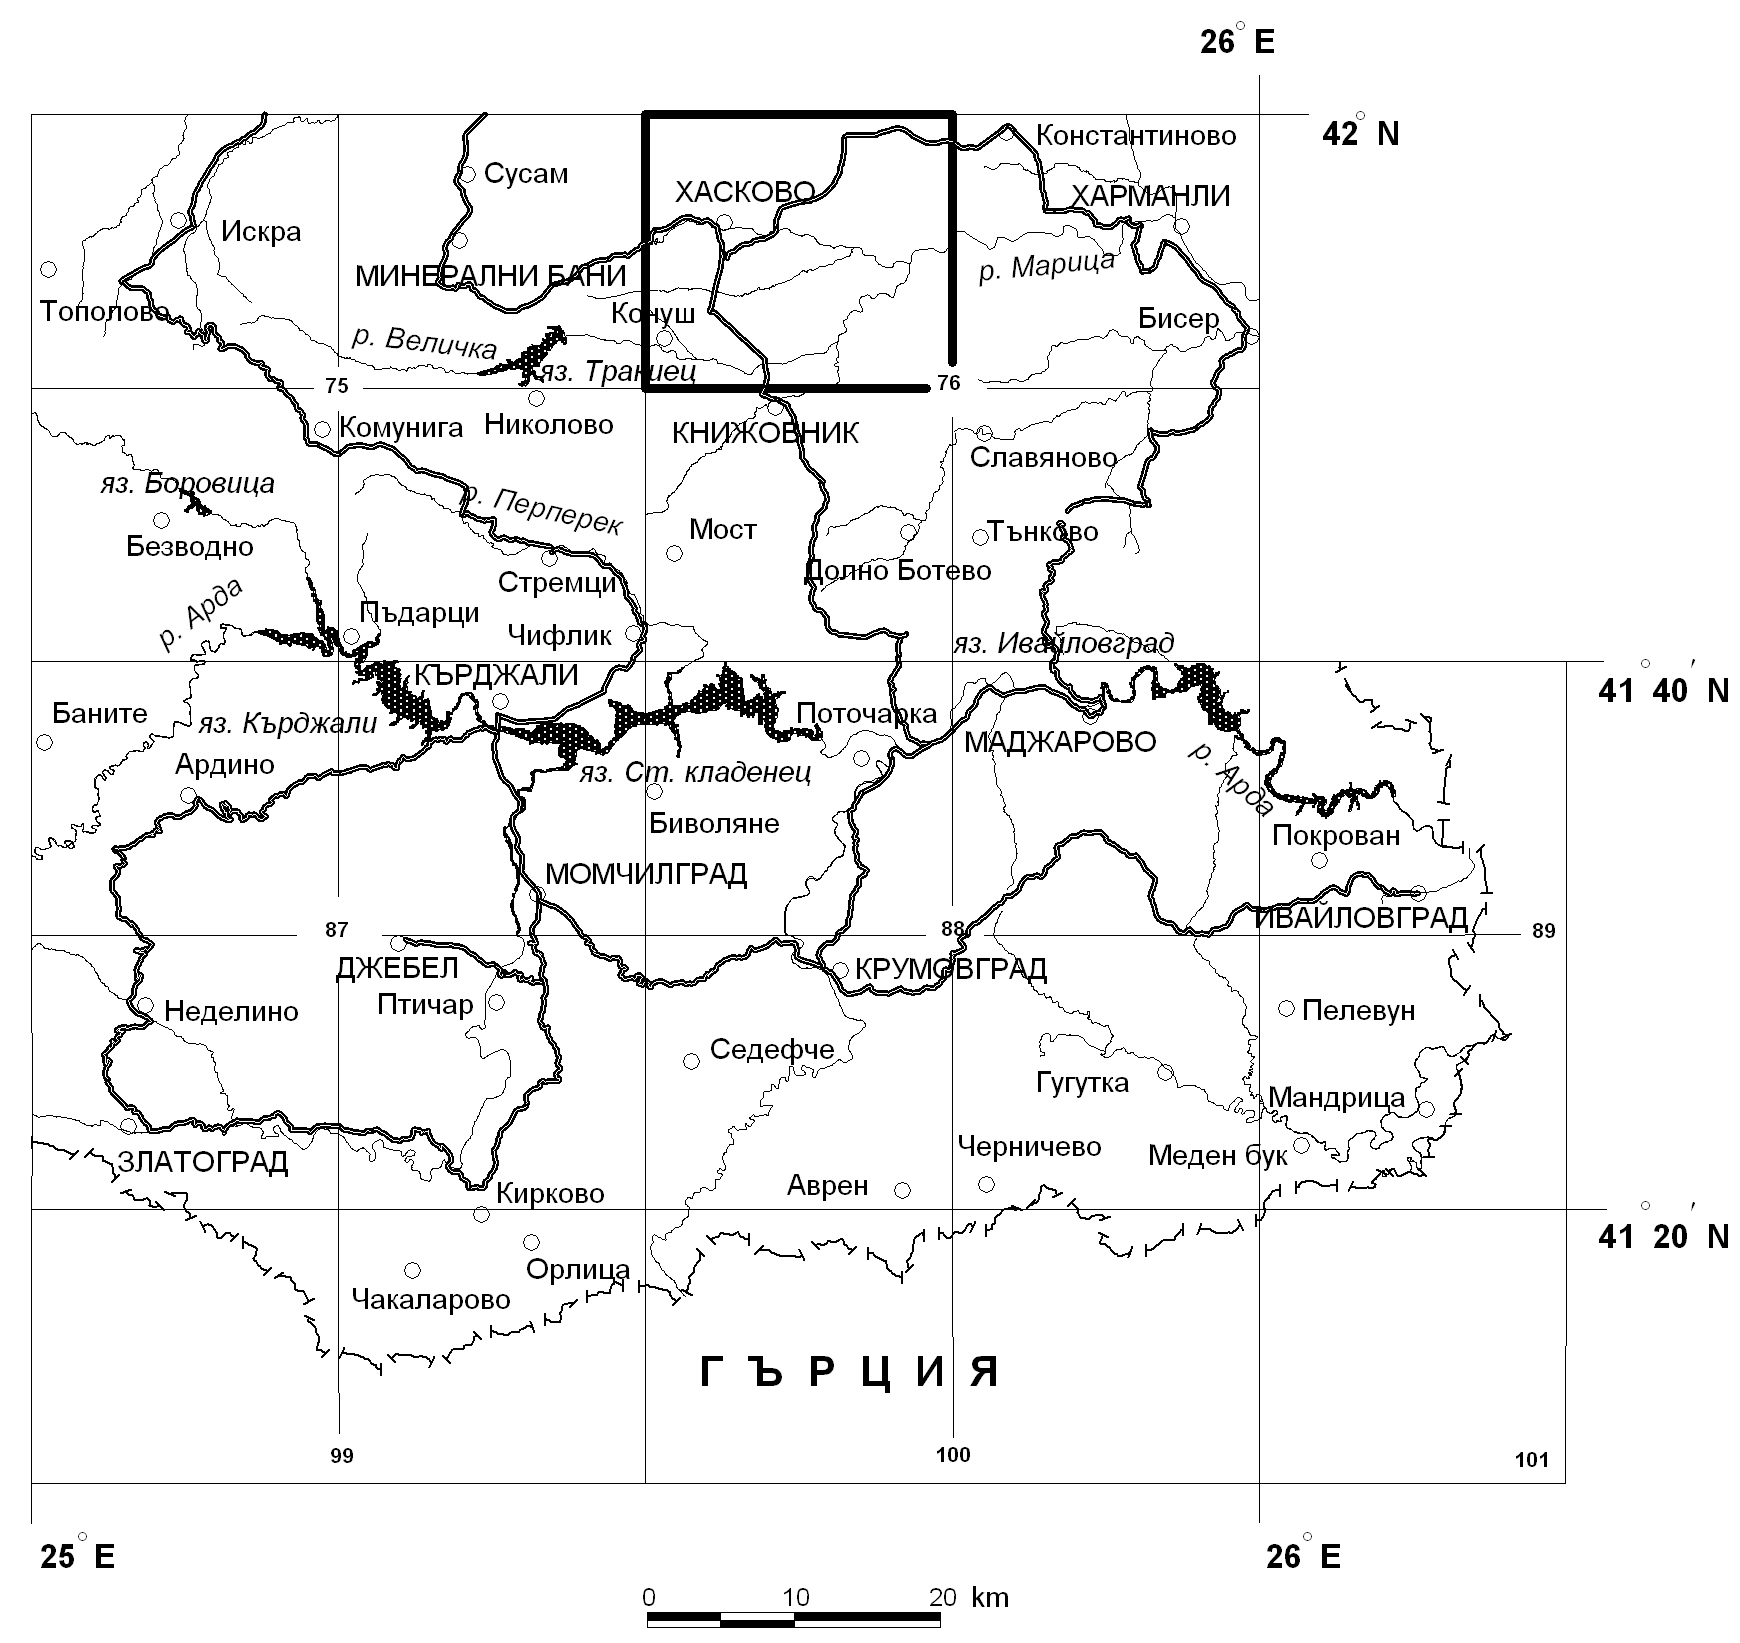 26° E
Константиново
42° N
Сусам
ХАСКОВО
ХАРМАНЛИ
Искра
МИНЕРАЛНИ БАНИ
р. Марица
Тополово
Конуш
Бисер
р. Величка
яз. Тракиец
75
76
Комунига
Николово
КНИЖОВНИК
Славяново
яз. Боровица
р. Перперек
Мост
Тънково
Безводно
Стремци
Долно Ботево
р. Арда
Пъдарци
Чифлик
яз. Ивайловград
КЪРДЖАЛИ
41° 40′ N
Баните
яз. Кърджали
Поточарка
МАДЖАРОВО
Ардино
яз. Ст. кладенец
р. Арда
Биволяне
Покрован
МОМЧИЛГРАД
ИВАЙЛОВГРАД
87
88
89
ДЖЕБЕЛ
КРУМОВГРАД
Птичар
Неделино
Пелевун
Седефче
Гугутка
Мандрица
Черничево
Меден бук
ЗЛАТОГРАД
Аврен
Кирково
41° 20′ N
Орлица
Чакаларово
ГЪРЦИЯ
99
100
101
25° E
26° E
0 10 20 km